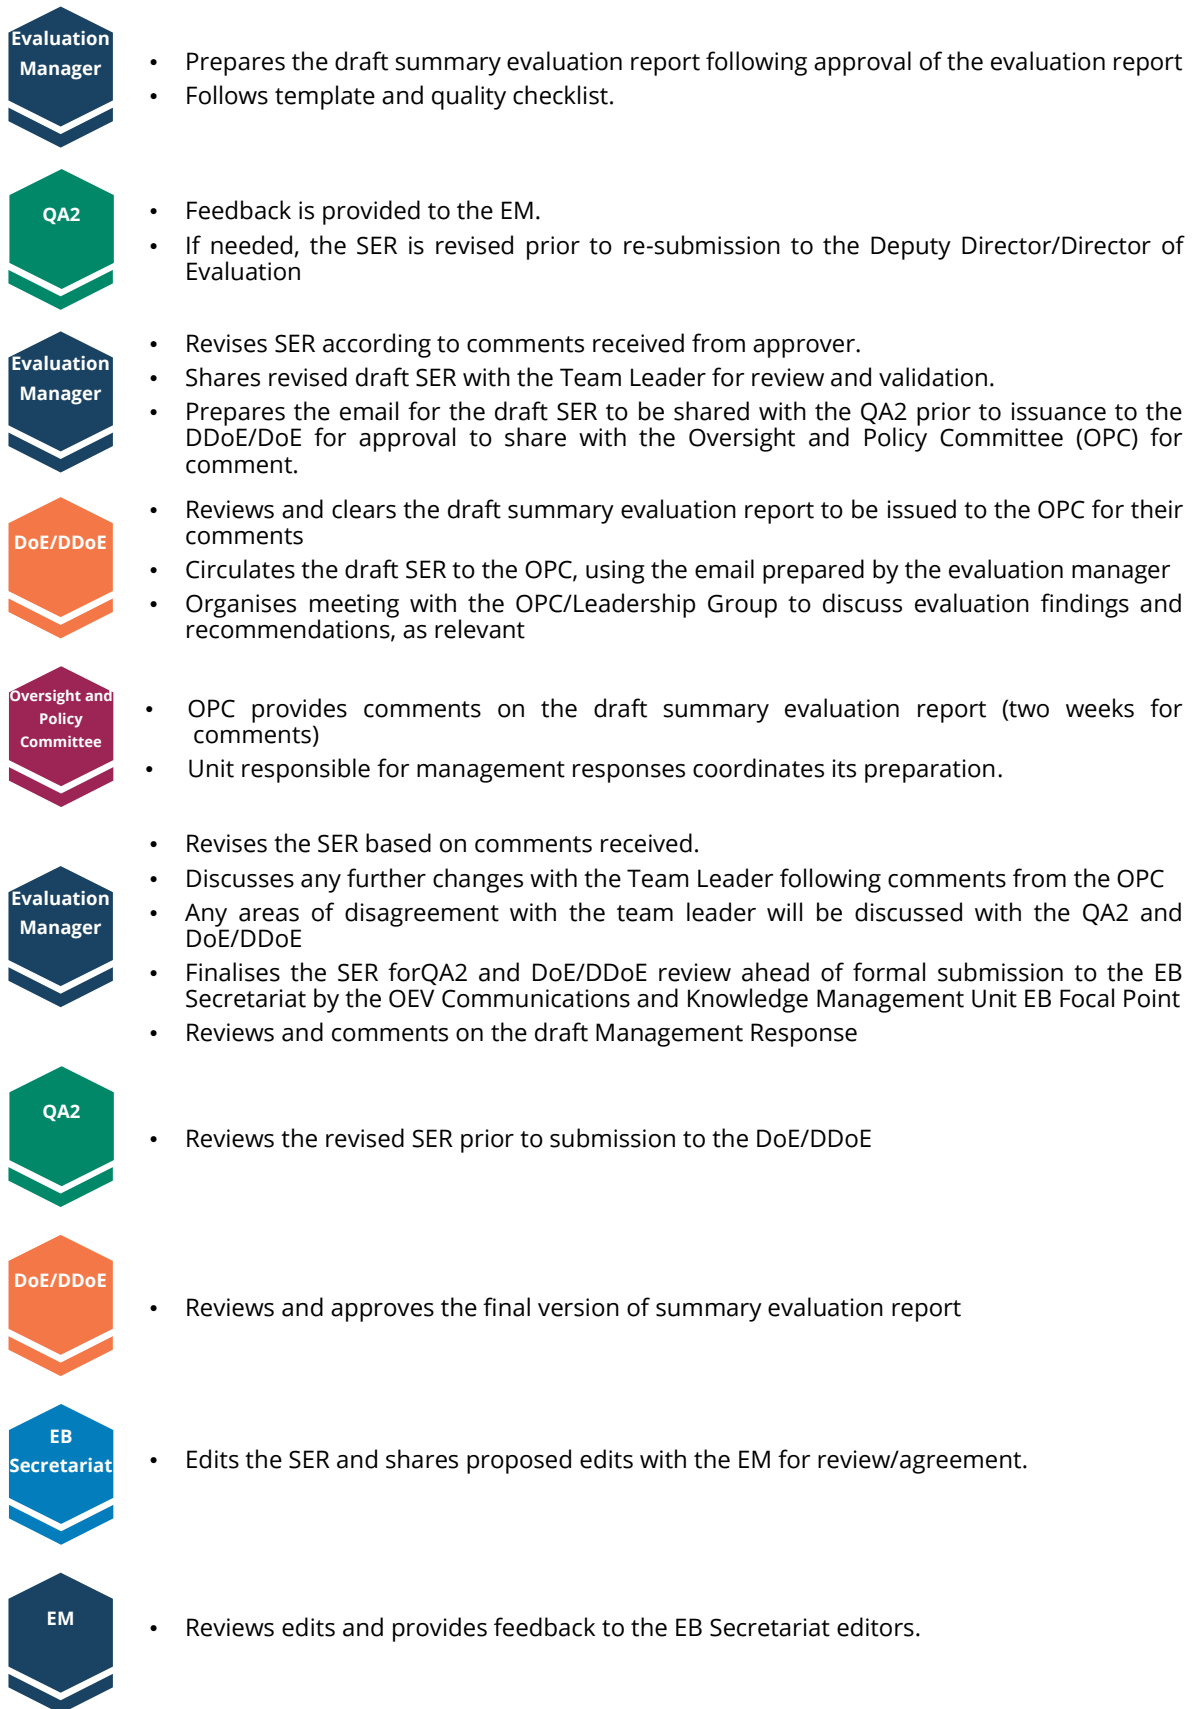 Evaluation
Manager
• Prepares the draft summary evaluation report following approval of the evaluation report
• Follows template and quality checklist.
QA2
• Feedback is provided to the EM.
• If needed, the SER is revised prior to re-submission to the Deputy Director/Director of
Evaluation
Evaluation
Manager
• Revises SER according to comments received from approver.
• Shares revised draft SER with the Team Leader for review and validation.
• Prepares the email for the draft SER to be shared with the QA2 prior to issuance to the
DDoE/DoE for approval to share with the Oversight and Policy Committee (OPC) for
comment.
DoE/DDoE
• Reviews and clears the draft summary evaluation report to be issued to the OPC for their
comments
• Circulates the draft SER to the OPC, using the email prepared by the evaluation manager
• Organises meeting with the OPC/Leadership Group to discuss evaluation findings and
recommendations, as relevant
Oversight and
Policy
Committee
• OPC provides comments on the draft summary evaluation report (two weeks for
comments)
• Unit responsible for management responses coordinates its preparation.
Evaluation
Manager
• Revises the SER based on comments received.
• Discusses any further changes with the Team Leader following comments from the OPC
• Any areas of disagreement with the team leader will be discussed with the QA2 and
DoE/DDoE
• Finalises the SER forQA2 and DoE/DDoE review ahead of formal submission to the EB
Secretariat by the OEV Communications and Knowledge Management Unit EB Focal Point
• Reviews and comments on the draft Management Response
QA2
• Reviews the revised SER prior to submission to the DoE/DDoE
DoE/DDoE
• Reviews and approves the final version of summary evaluation report
EB
Secretariat
• Edits the SER and shares proposed edits with the EM for review/agreement.
EM
• Reviews edits and provides feedback to the EB Secretariat editors.